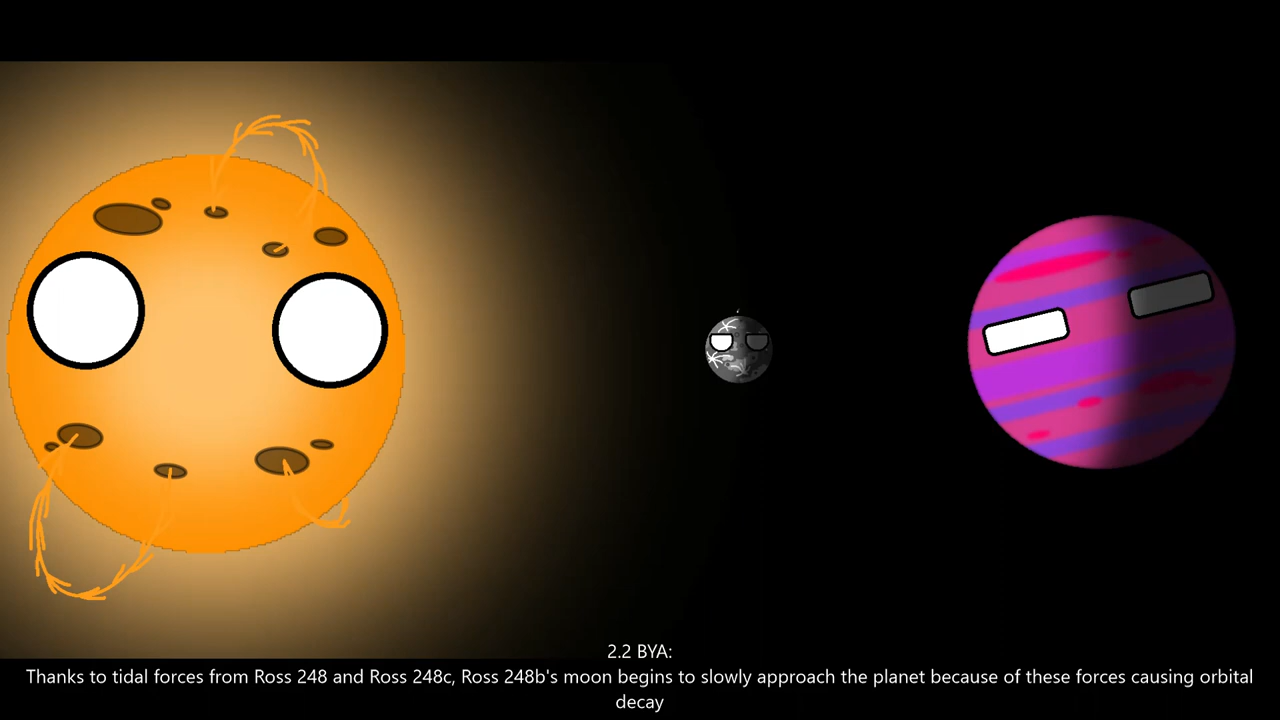 2.2 BYA:
Thanks to tidal forces from Ross 248 and Ross 248c, Ross 248b's moon begins to slowly approach the planet because of these forces causing orbital
decay